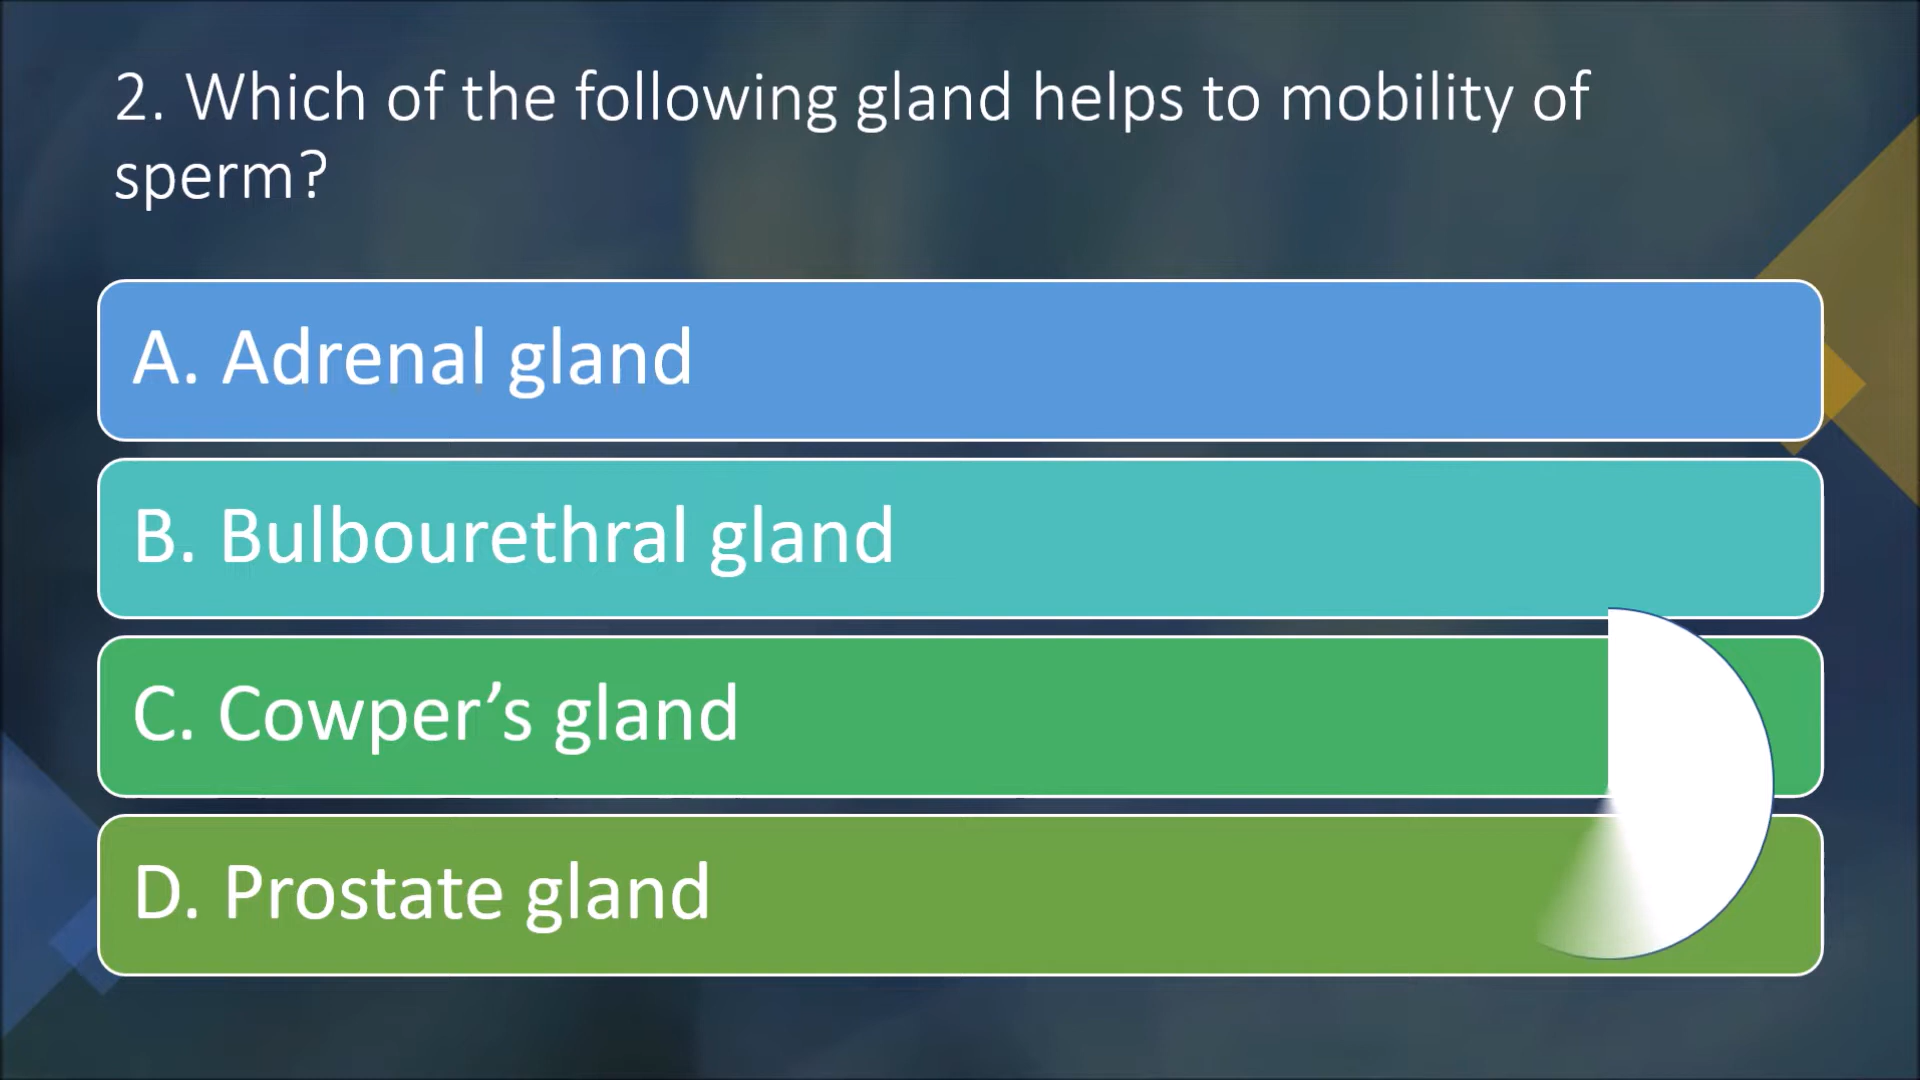 2. Which of the following gland helps to mobility of
sperm?
A. Adrenal gland
B. Bulbourethral gland
C. Cowper’s gland
D. Prostate gland